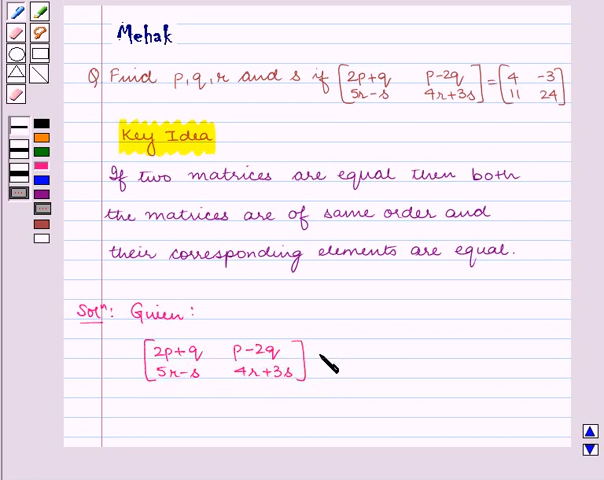 Mehak
Q Find p, q, r and s if [2p+q p-2q] = [4 -3]
[5r-s 4r+3s] [11 24]
Key Idea
If two matrices are equal then both
the matrices are of same order and
their corresponding elements are equal.
Solⁿ: Given:
[2p+q p-2q]
[5r-s 4r+3s]